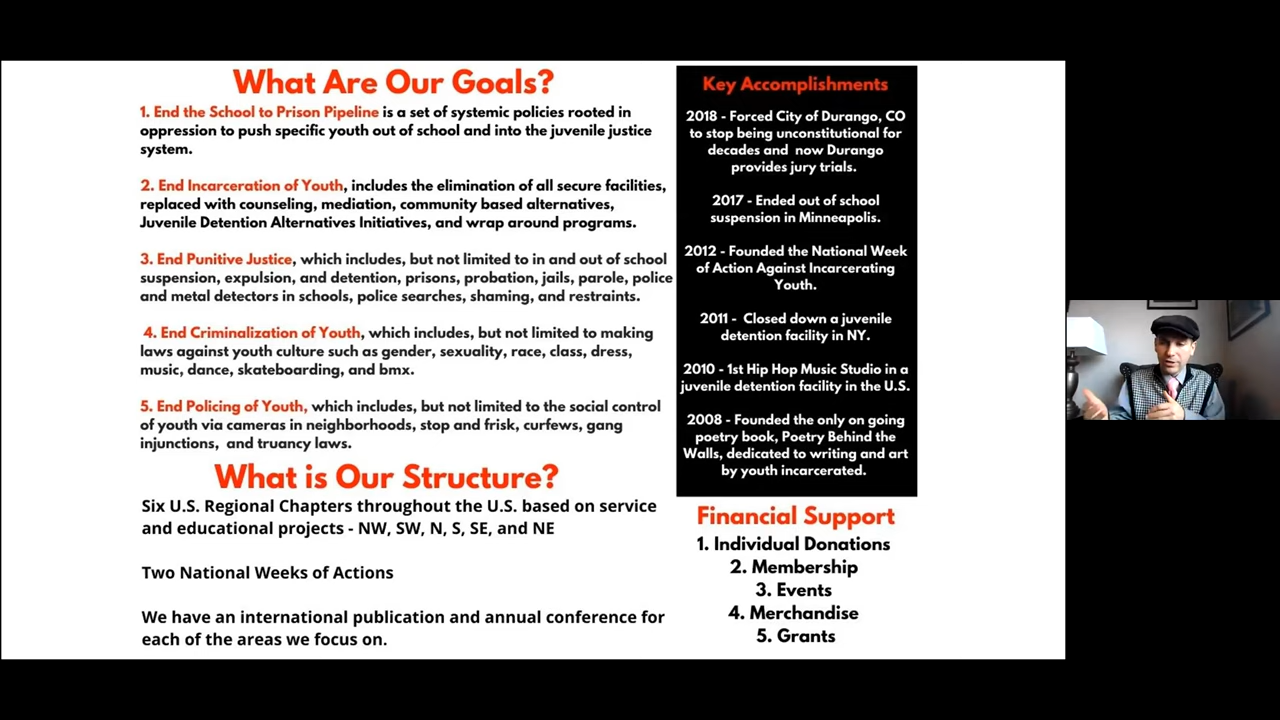 What Are Our Goals?
1. End the School to Prison Pipeline is a set of systemic policies rooted in
oppression to push specific youth out of school and into the juvenile justice
system.
2. End Incarceration of Youth, includes the elimination of all secure facilities,
replaced with counseling, mediation, community based alternatives,
Juvenile Detention Alternatives Initiatives, and wrap around programs.
3. End Punitive Justice, which includes, but not limited to in and out of school
suspension, expulsion, and detention, prisons, probation, jails, parole, police
and metal detectors in schools, police searches, shaming, and restraints.
4. End Criminalization of Youth, which includes, but not limited to making
laws against youth culture such as gender, sexuality, race, class, dress,
music, dance, skateboarding, and bmx.
5. End Policing of Youth, which includes, but not limited to the social control
of youth via cameras in neighborhoods, stop and frisk, curfews, gang
injunctions, and truancy laws.
What is Our Structure?
Six U.S. Regional Chapters throughout the U.S. based on service
and educational projects - NW, SW, N, S, SE, and NE
Two National Weeks of Actions
We have an international publication and annual conference for
each of the areas we focus on.
Key Accomplishments
2018 - Forced City of Durango, CO
to stop being unconstitutional for
decades and now Durango
provides jury trials.
2017 - Ended out of school
suspension in Minneapolis.
2012 - Founded the National Week
of Action Against Incarcerating
Youth.
2011 - Closed down a juvenile
detention facility in NY.
2010 - 1st Hip Hop Music Studio in a
juvenile detention facility in the U.S.
2008 - Founded the only on going
poetry book, Poetry Behind the
Walls, dedicated to writing and art
by youth incarcerated.
Financial Support
1. Individual Donations
2. Membership
3. Events
4. Merchandise
5. Grants